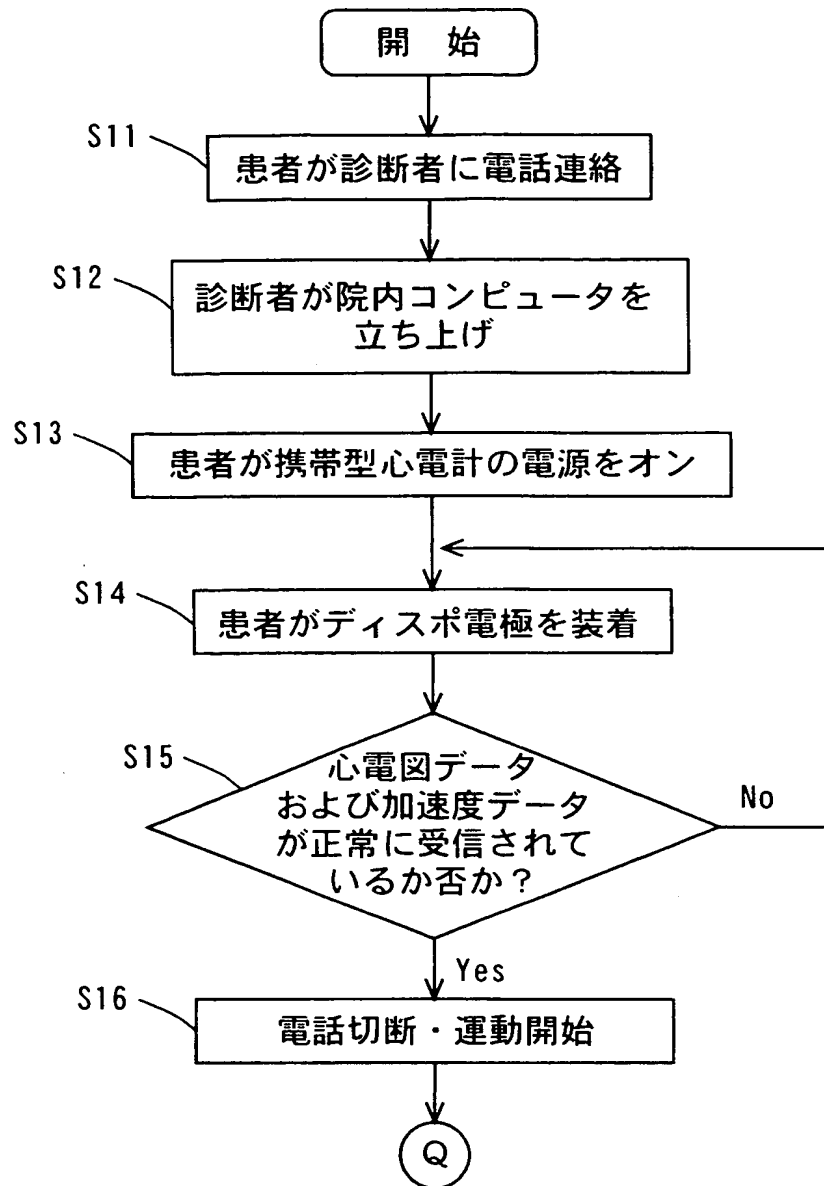 開 始
S11
患者が診断者に電話連絡
S12
診断者が院内コンピュータを
立ち上げ
S13
患者が携帯型心電計の電源をオン
S14
患者がディスポ電極を装着
S15
心電図データ
および加速度データ
が正常に受信されて
いるか否か？
No
Yes
S16
電話切断・運動開始
Q